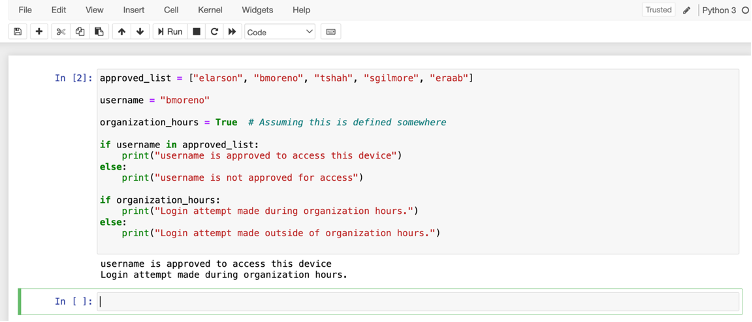 File Edit View Insert Cell Kernel Widgets Help Trusted Python 3
Run Code
In [2]: approved_list = ["elarson", "bmoreno", "tshah", "sgilmore", "eraab"]
username = "bmoreno"
organization_hours = True  # Assuming this is defined somewhere
if username in approved_list:
    print("username is approved to access this device")
else:
    print("username is not approved for access")
if organization_hours:
    print("Login attempt made during organization hours.")
else:
    print("Login attempt made outside of organization hours.")
username is approved to access this device
Login attempt made during organization hours.
In [ ]: